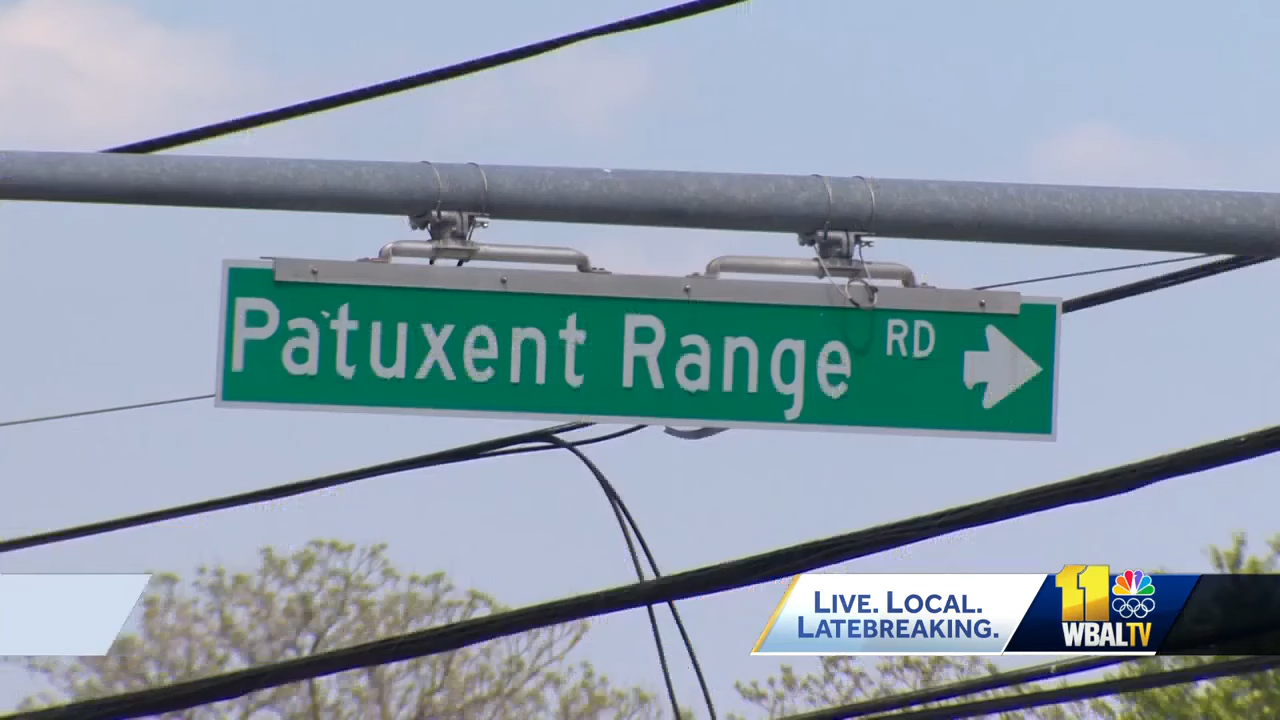 Patuxent Range RD
LIVE. LOCAL.
LATEBREAKING.
11
WBALTV